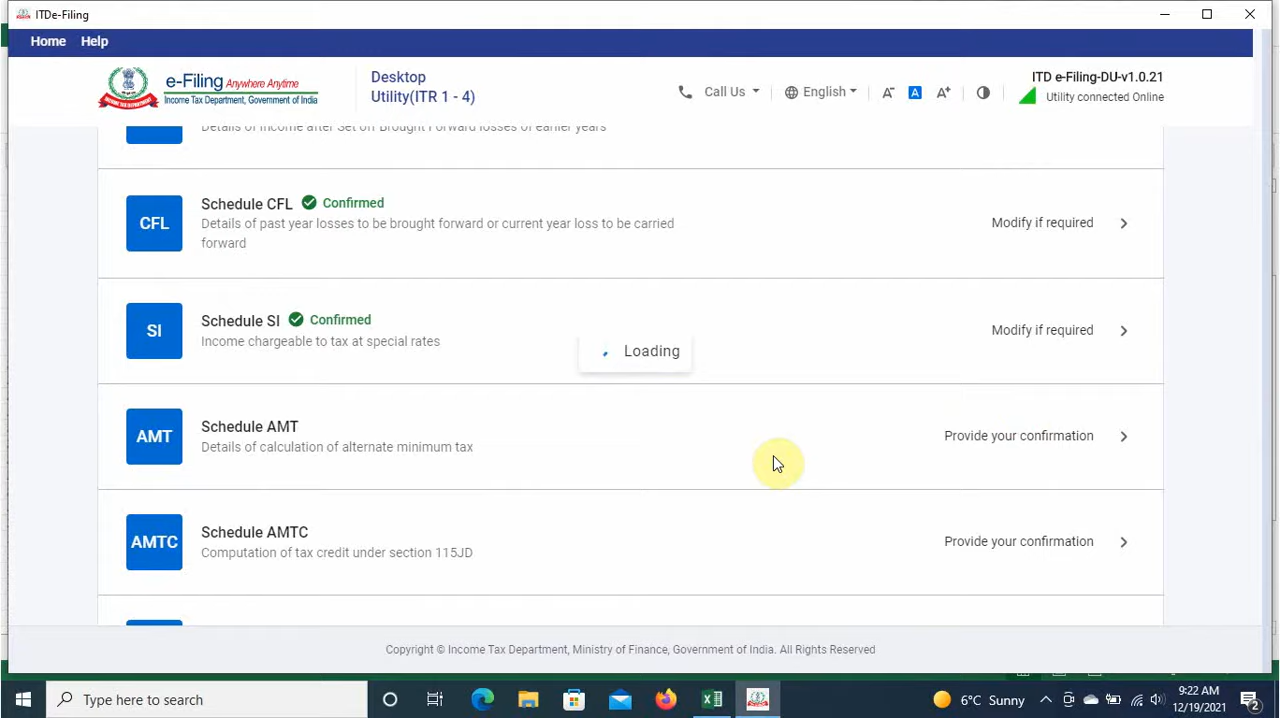 ITDe-Filing
Home Help
e-Filing Anywhere Anytime
Income Tax Department, Government of India
Desktop
Utility(ITR 1 - 4)
Call Us
English
A-
A
A+
ITD e-Filing-DU-v1.0.21
Utility connected Online
Details of Income after Set off Brought Forward losses of earlier years
CFL
Schedule CFL Confirmed
Details of past year losses to be brought forward or current year loss to be carried
forward
Modify if required
SI
Schedule SI Confirmed
Income chargeable to tax at special rates
Modify if required
Loading
AMT
Schedule AMT
Details of calculation of alternate minimum tax
Provide your confirmation
AMTC
Schedule AMTC
Computation of tax credit under section 115JD
Provide your confirmation
Copyright © Income Tax Department, Ministry of Finance, Government of India. All Rights Reserved
Type here to search
6°C Sunny
9:22 AM
12/19/2021
2